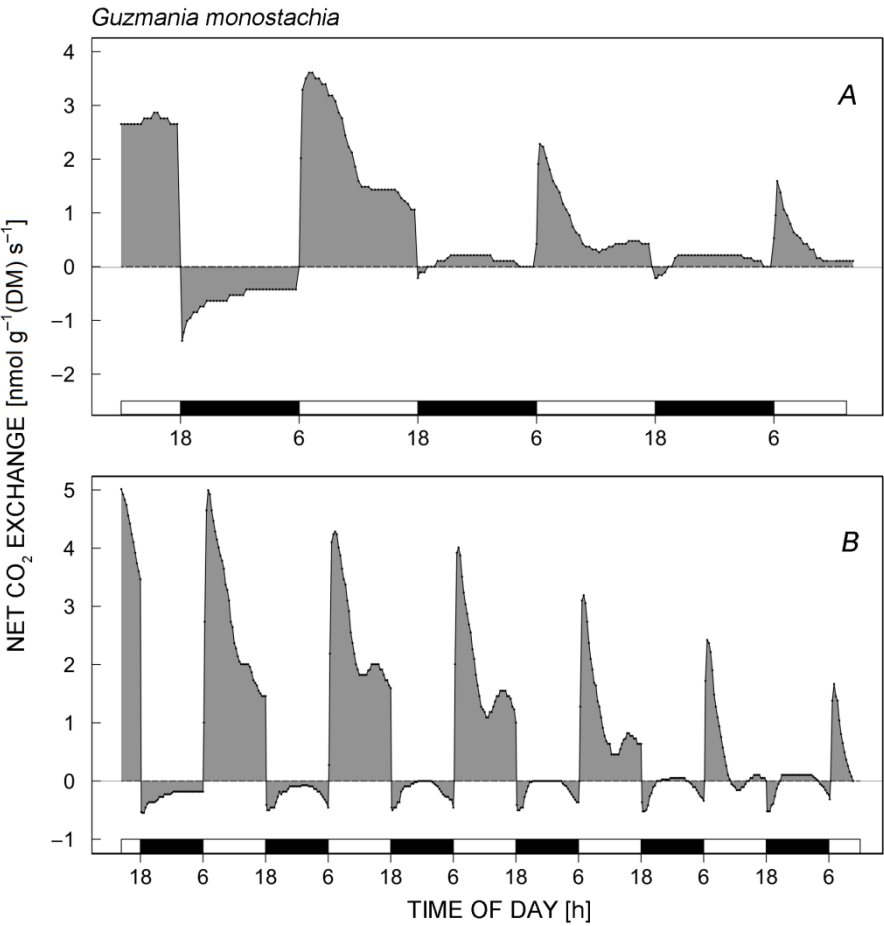 Guzmania monostachia
A
4
3
2
1
0
−1
−2
18 6 18 6 18 6
NET CO₂ EXCHANGE [nmol g⁻¹(DM) s⁻¹]
B
5
4
3
2
1
0
−1
18 6 18 6 18 6 18 6 18 6 18 6
TIME OF DAY [h]